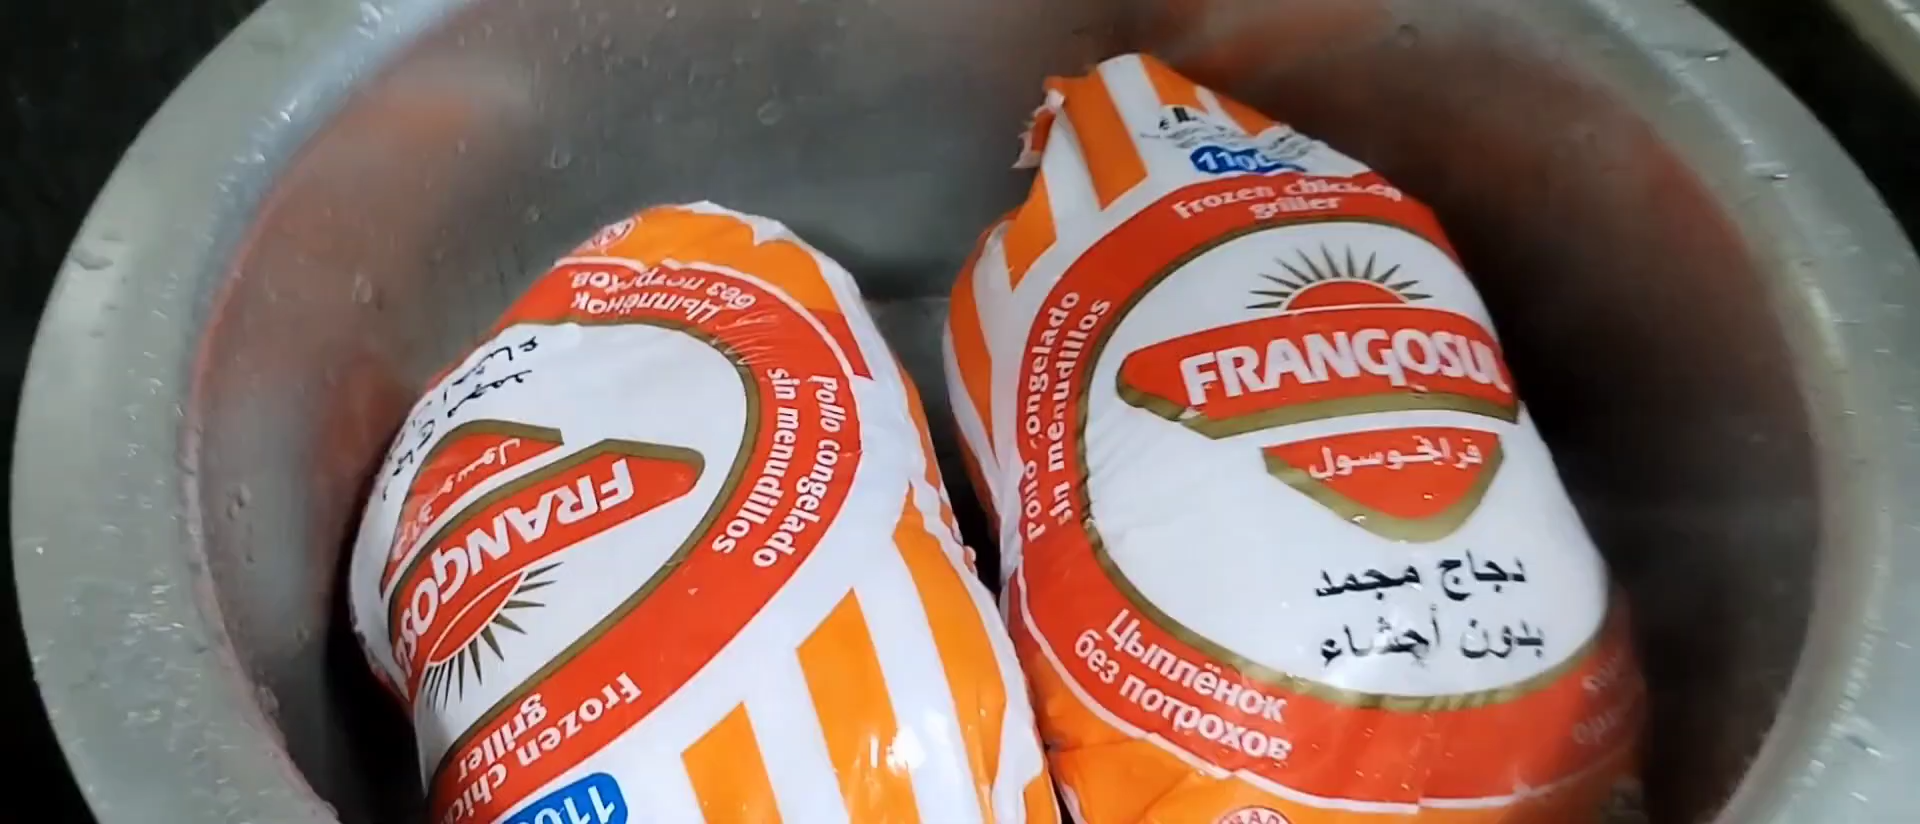 Pollo congelado
sin menudillos
Цыплёнок
без потрохов
FRANGOSUL
Frozen
griller
Frozen chicken
griller
Pollo congelado
sin menudillos
FRANGOSUL
فرانجوسول
دجاج مجمد
بدون أحشاء
Цыплёнок
без потрохов